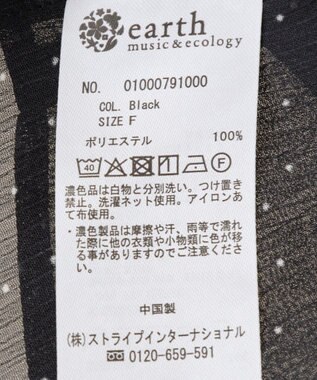 earth
music&ecology
NO. 01000791000
COL. Black
SIZE F
ポリエステル 100%
40 F
濃色品は白物と分別洗い。つけ置き
禁止。洗濯ネット使用。アイロンあ
て布使用。
・濃色製品は摩擦や汗、雨等で濡れ
た際に他の衣類や小物類に色が移
る事がありますのでご注意くださ
い。
中国製
(株)ストライプインターナショナル
0120-659-591